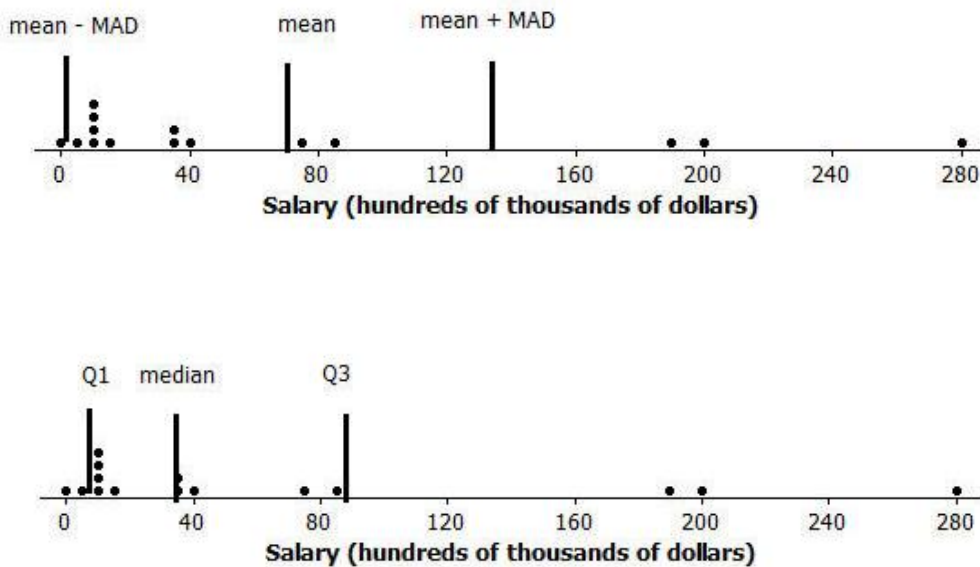 mean - MAD mean mean + MAD
0 40 80 120 160 200 240 280
Salary (hundreds of thousands of dollars)
Q1 median Q3
0 40 80 120 160 200 240 280
Salary (hundreds of thousands of dollars)